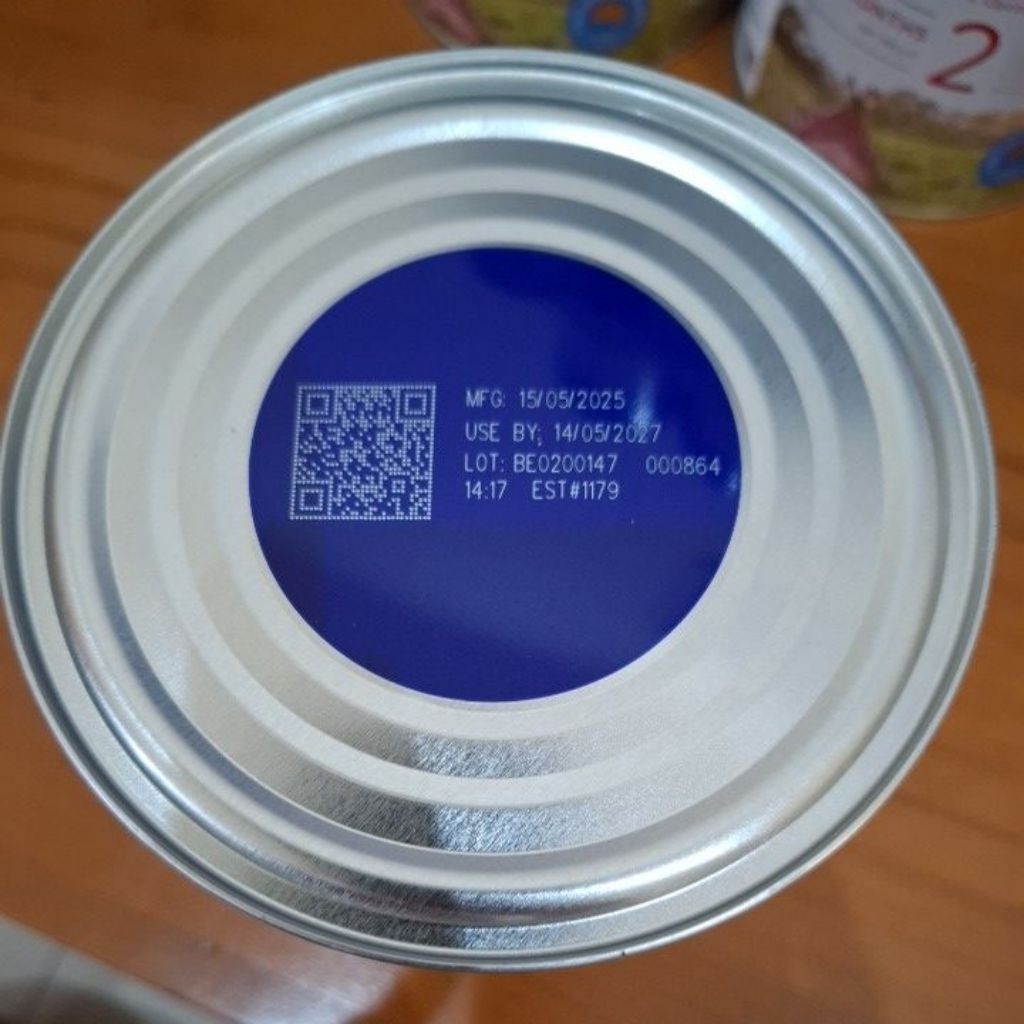 2
MFG: 15/05/2025
USE BY: 14/05/2027
LOT: BE0200147 000864
14:17 EST#1179